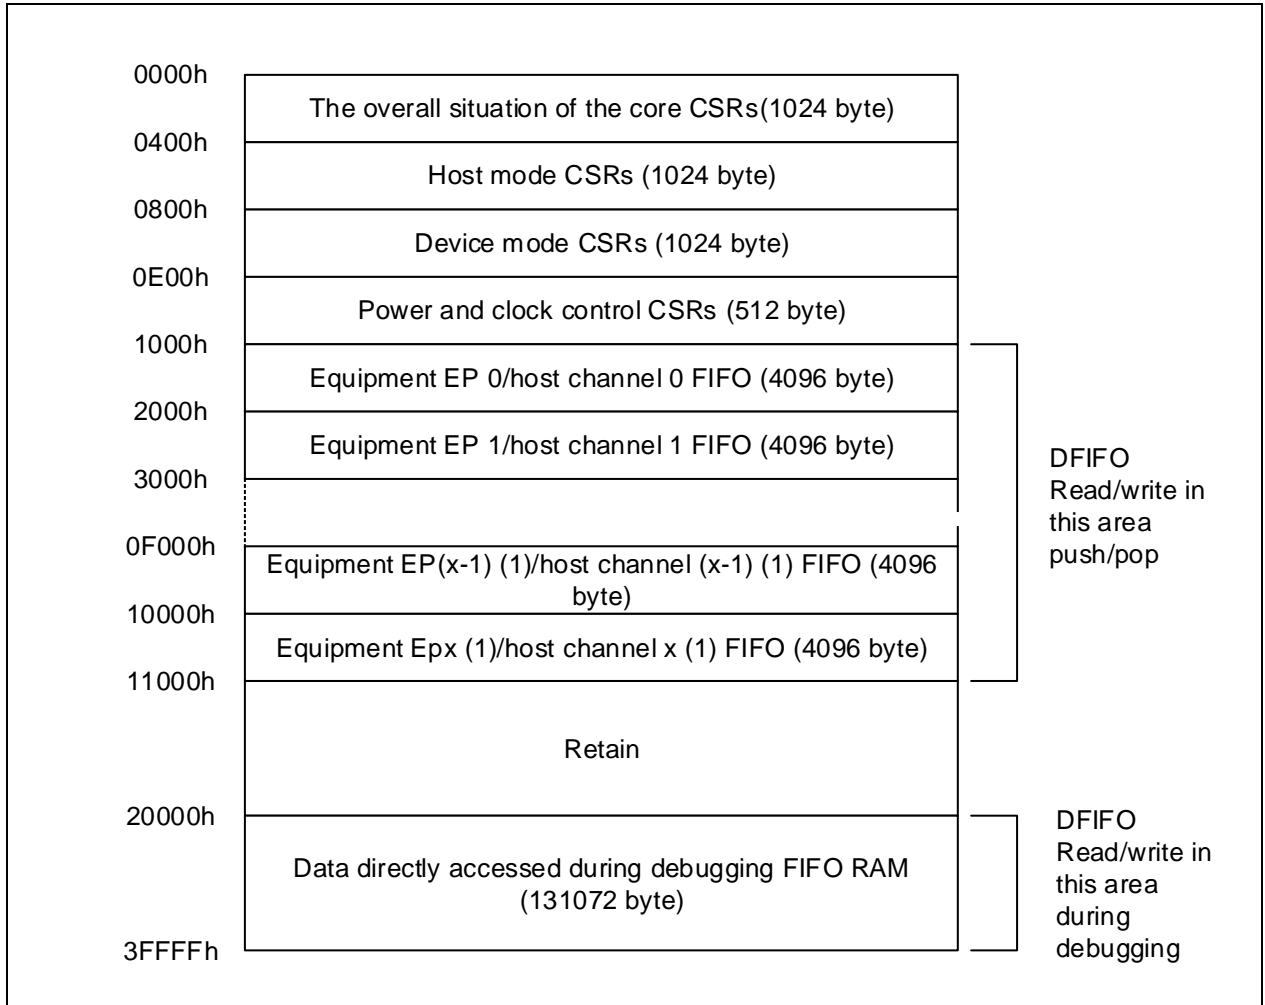 0000h
The overall situation of the core CSRs(1024 byte)
0400h
Host mode CSRs (1024 byte)
0800h
Device mode CSRs (1024 byte)
0E00h
Power and clock control CSRs (512 byte)
1000h
Equipment EP 0/host channel 0 FIFO (4096 byte)
2000h
Equipment EP 1/host channel 1 FIFO (4096 byte)
3000h
DFIFO
Read/write in
this area
push/pop
0F000h
Equipment EP(x-1) (1)/host channel (x-1) (1) FIFO (4096
byte)
10000h
Equipment Epx (1)/host channel x (1) FIFO (4096 byte)
11000h
Retain
20000h
Data directly accessed during debugging FIFO RAM
(131072 byte)
DFIFO
Read/write in
this area
during
debugging
3FFFFh